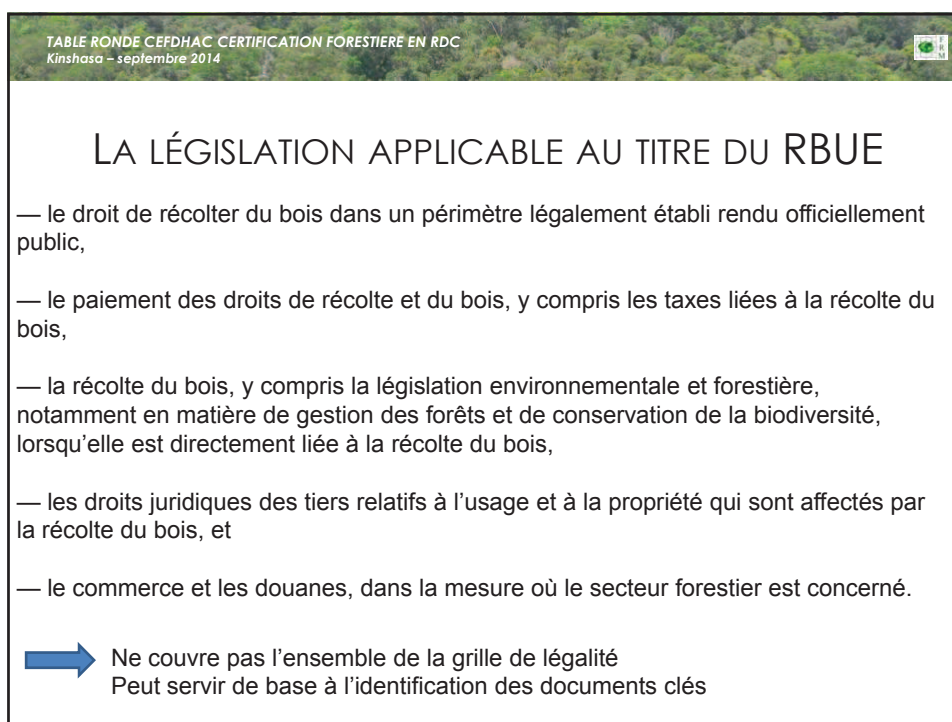 TABLE RONDE CEFDHAC CERTIFICATION FORESTIERE EN RDC
Kinshasa – septembre 2014
F
R
M
LA LÉGISLATION APPLICABLE AU TITRE DU RBUE
— le droit de récolter du bois dans un périmètre légalement établi rendu officiellement
public,
— le paiement des droits de récolte et du bois, y compris les taxes liées à la récolte du
bois,
— la récolte du bois, y compris la législation environnementale et forestière,
notamment en matière de gestion des forêts et de conservation de la biodiversité,
lorsqu’elle est directement liée à la récolte du bois,
— les droits juridiques des tiers relatifs à l’usage et à la propriété qui sont affectés par
la récolte du bois, et
— le commerce et les douanes, dans la mesure où le secteur forestier est concerné.
Ne couvre pas l’ensemble de la grille de légalité
Peut servir de base à l’identification des documents clés